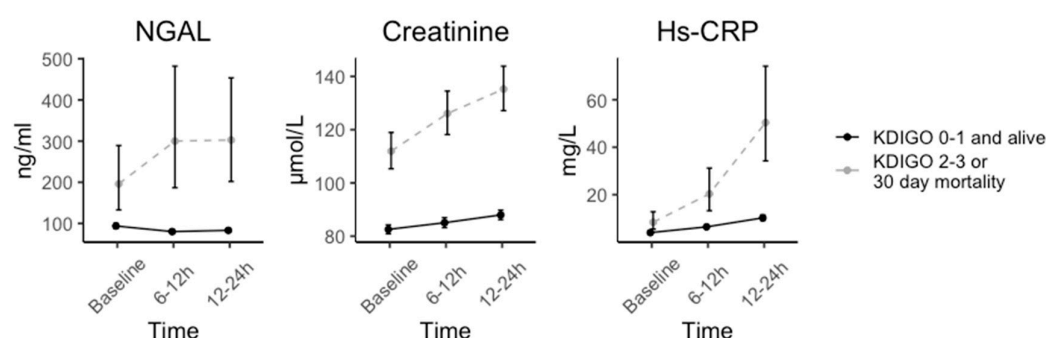 NGAL
Creatinine
Hs-CRP
500
400
300
200
100
ng/ml
Baseline
6-12h
12-24h
Time
140
120
100
80
µmol/L
Baseline
6-12h
12-24h
Time
60
40
20
mg/L
Baseline
6-12h
12-24h
Time
KDIGO 0-1 and alive
KDIGO 2-3 or
30 day mortality